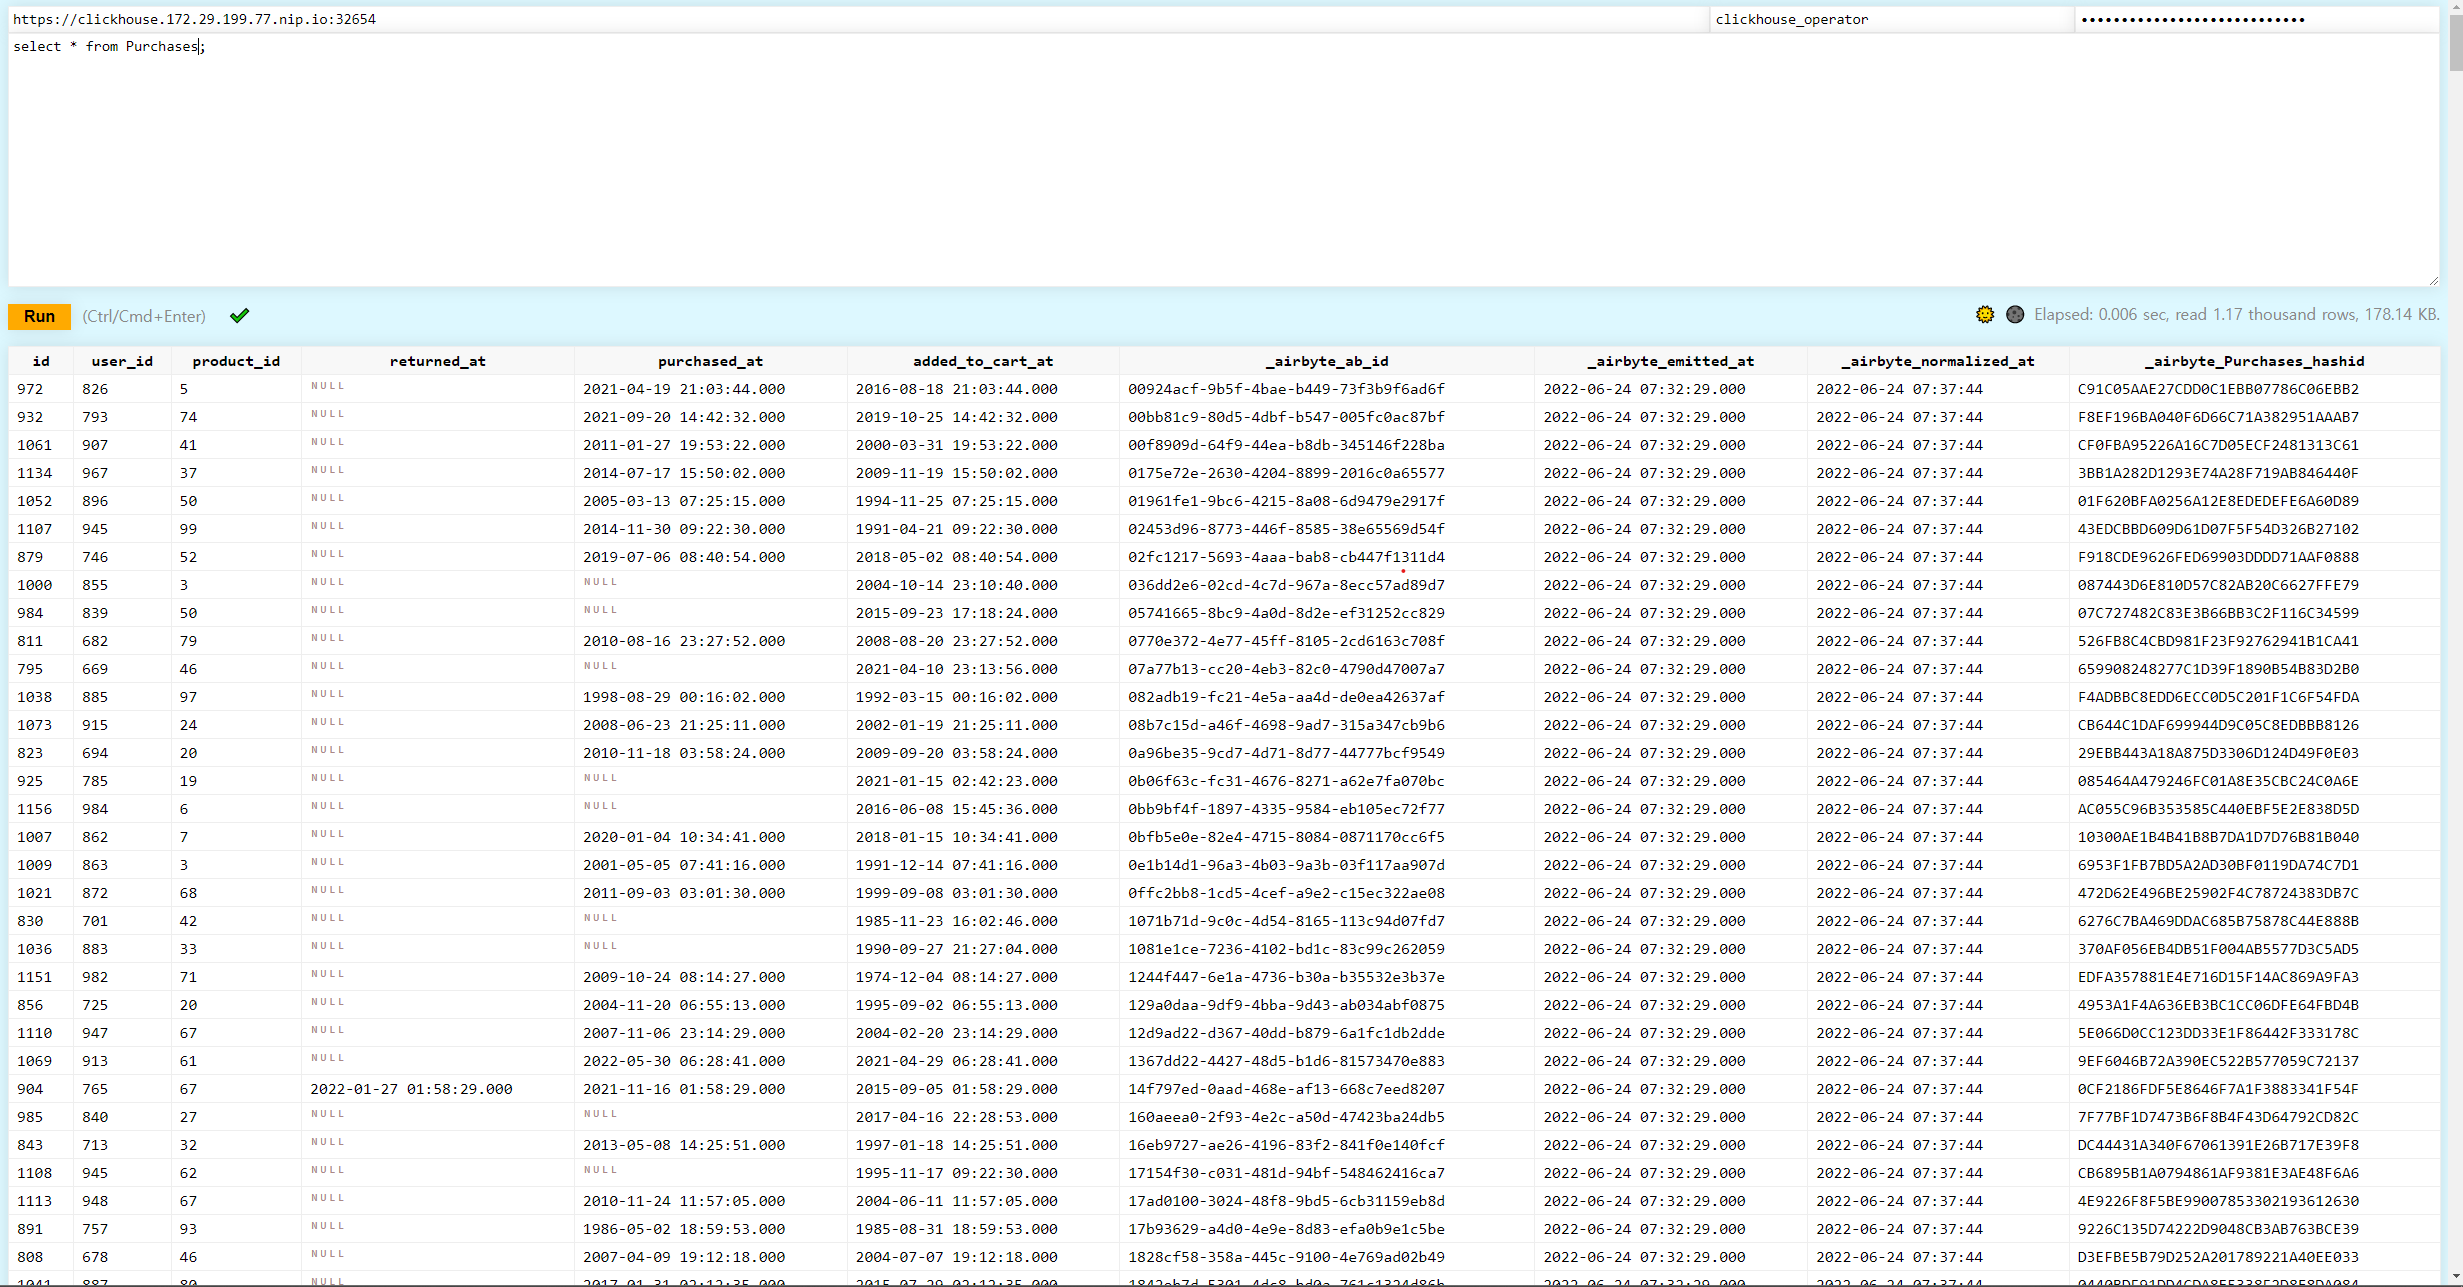 https://clickhouse.172.29.199.77.nip.io:32654 clickhouse_operator ••••••••••••••••••••••••••••
select * from Purchases;
Run (Ctrl/Cmd+Enter) ✔ Elapsed: 0.006 sec, read 1.17 thousand rows, 178.14 KB.
id user_id product_id returned_at purchased_at added_to_cart_at _airbyte_ab_id _airbyte_emitted_at _airbyte_normalized_at _airbyte_Purchases_hashid
972 826 5 NULL 2021-04-19 21:03:44.000 2016-08-18 21:03:44.000 00924acf-9b5f-4bae-b449-73f3b9f6ad6f 2022-06-24 07:32:29.000 2022-06-24 07:37:44 C91C05AAE27CDD0C1EBB07786C06EBB2
932 793 74 NULL 2021-09-20 14:42:32.000 2019-10-25 14:42:32.000 00bb81c9-80d5-4dbf-b547-005fc0ac87bf 2022-06-24 07:32:29.000 2022-06-24 07:37:44 F8EF196BA040F6D66C71A382951AAAB7
1061 907 41 NULL 2011-01-27 19:53:22.000 2000-03-31 19:53:22.000 00f8909d-64f9-44ea-b8db-345146f228ba 2022-06-24 07:32:29.000 2022-06-24 07:37:44 CF0FBA95226A16C7D05ECF2481313C61
1134 967 37 NULL 2014-07-17 15:50:02.000 2009-11-19 15:50:02.000 0175e72e-2630-4204-8899-2016c0a65577 2022-06-24 07:32:29.000 2022-06-24 07:37:44 3BB1A282D1293E74A28F719AB846440F
1052 896 50 NULL 2005-03-13 07:25:15.000 1994-11-25 07:25:15.000 01961fe1-9bc6-4215-8a08-6d9479e2917f 2022-06-24 07:32:29.000 2022-06-24 07:37:44 01F620BFA0256A12E8EDEDEFE6A60D89
1107 945 99 NULL 2014-11-30 09:22:30.000 1991-04-21 09:22:30.000 02453d96-8773-446f-8585-38e65569d54f 2022-06-24 07:32:29.000 2022-06-24 07:37:44 43EDCBBD609D61D07F5F54D326B27102
879 746 52 NULL 2019-07-06 08:40:54.000 2018-05-02 08:40:54.000 02fc1217-5693-4aaa-bab8-cb447f1311d4 2022-06-24 07:32:29.000 2022-06-24 07:37:44 F918CDE9626FED69903DDDD71AAF0888
1000 855 3 NULL NULL 2004-10-14 23:10:40.000 036dd2e6-02cd-4c7d-967a-8ecc57ad89d7 2022-06-24 07:32:29.000 2022-06-24 07:37:44 087443D6E810D57C82AB20C6627FFE79
984 839 50 NULL NULL 2015-09-23 17:18:24.000 05741665-8bc9-4a0d-8d2e-ef31252cc829 2022-06-24 07:32:29.000 2022-06-24 07:37:44 07C727482C83E3B66BB3C2F116C34599
811 682 79 NULL 2010-08-16 23:27:52.000 2008-08-20 23:27:52.000 0770e372-4e77-45ff-8105-2cd6163c708f 2022-06-24 07:32:29.000 2022-06-24 07:37:44 526FB8C4CBD981F23F92762941B1CA41
795 669 46 NULL NULL 2021-04-10 23:13:56.000 07a77b13-cc20-4eb3-82c0-4790d47007a7 2022-06-24 07:32:29.000 2022-06-24 07:37:44 659908248277C1D39F1890B54B83D2B0
1038 885 97 NULL 1998-08-29 00:16:02.000 1992-03-15 00:16:02.000 082adb19-fc21-4e5a-aa4d-de0ea42637af 2022-06-24 07:32:29.000 2022-06-24 07:37:44 F4ADBBC8EDD6ECC0D5C201F1C6F54FDA
1073 915 24 NULL 2008-06-23 21:25:11.000 2002-01-19 21:25:11.000 08b7c15d-a46f-4698-9ad7-315a347cb9b6 2022-06-24 07:32:29.000 2022-06-24 07:37:44 CB644C1DAF699944D9C05C8EDBBB8126
823 694 20 NULL 2010-11-18 03:58:24.000 2009-09-20 03:58:24.000 0a96be35-9cd7-4d71-8d77-44777bcf9549 2022-06-24 07:32:29.000 2022-06-24 07:37:44 29EBB443A18A875D3306D124D49F0E03
925 785 19 NULL NULL 2021-01-15 02:42:23.000 0b06f63c-fc31-4676-8271-a62e7fa070bc 2022-06-24 07:32:29.000 2022-06-24 07:37:44 085464A479246FC01A8E35CBC24C0A6E
1156 984 6 NULL NULL 2016-06-08 15:45:36.000 0bb9bf4f-1897-4335-9584-eb105ec72f77 2022-06-24 07:32:29.000 2022-06-24 07:37:44 AC055C96B353585C440EBF5E2E838D5D
1007 862 7 NULL 2020-01-04 10:34:41.000 2018-01-15 10:34:41.000 0bfb5e0e-82e4-4715-8084-0871170cc6f5 2022-06-24 07:32:29.000 2022-06-24 07:37:44 10300AE1B4B41B8B7DA1D7D76B81B040
1009 863 3 NULL 2001-05-05 07:41:16.000 1991-12-14 07:41:16.000 0e1b14d1-96a3-4b03-9a3b-03f117aa907d 2022-06-24 07:32:29.000 2022-06-24 07:37:44 6953F1FB7BD5A2AD30BF0119DA74C7D1
1021 872 68 NULL 2011-09-03 03:01:30.000 1999-09-08 03:01:30.000 0ffc2bb8-1cd5-4cef-a9e2-c15ec322ae08 2022-06-24 07:32:29.000 2022-06-24 07:37:44 472D62E496BE25902F4C78724383DB7C
830 701 42 NULL NULL 1985-11-23 16:02:46.000 1071b71d-9c0c-4d54-8165-113c94d07fd7 2022-06-24 07:32:29.000 2022-06-24 07:37:44 6276C7BA469DDAC685B75878C44E888B
1036 883 33 NULL NULL 1990-09-27 21:27:04.000 1081e1ce-7236-4102-bd1c-83c99c262059 2022-06-24 07:32:29.000 2022-06-24 07:37:44 370AF056EB4DB51F004AB5577D3C5AD5
1151 982 71 NULL 2009-10-24 08:14:27.000 1974-12-04 08:14:27.000 1244f447-6e1a-4736-b30a-b35532e3b37e 2022-06-24 07:32:29.000 2022-06-24 07:37:44 EDFA357881E4E716D15F14AC869A9FA3
856 725 20 NULL 2004-11-20 06:55:13.000 1995-09-02 06:55:13.000 129a0daa-9df9-4bba-9d43-ab034abf0875 2022-06-24 07:32:29.000 2022-06-24 07:37:44 4953A1F4A636EB3BC1CC06DFE64FBD4B
1110 947 67 NULL 2007-11-06 23:14:29.000 2004-02-20 23:14:29.000 12d9ad22-d367-40dd-b879-6a1fc1db2dde 2022-06-24 07:32:29.000 2022-06-24 07:37:44 5E066D0CC123DD33E1F86442F333178C
1069 913 61 NULL 2022-05-30 06:28:41.000 2021-04-29 06:28:41.000 1367dd22-4427-48d5-b1d6-81573470e883 2022-06-24 07:32:29.000 2022-06-24 07:37:44 9EF6046B72A390EC522B577059C72137
904 765 67 2022-01-27 01:58:29.000 2021-11-16 01:58:29.000 2015-09-05 01:58:29.000 14f797ed-0aad-468e-af13-668c7eed8207 2022-06-24 07:32:29.000 2022-06-24 07:37:44 0CF2186FDF5E8646F7A1F3883341F54F
985 840 27 NULL NULL 2017-04-16 22:28:53.000 160aeea0-2f93-4e2c-a50d-47423ba24db5 2022-06-24 07:32:29.000 2022-06-24 07:37:44 7F77BF1D7473B6F8B4F43D64792CD82C
843 713 32 NULL 2013-05-08 14:25:51.000 1997-01-18 14:25:51.000 16eb9727-ae26-4196-83f2-841f0e140fcf 2022-06-24 07:32:29.000 2022-06-24 07:37:44 DC44431A340F67061391E26B717E39F8
1108 945 62 NULL NULL 1995-11-17 09:22:30.000 17154f30-c031-481d-94bf-548462416ca7 2022-06-24 07:32:29.000 2022-06-24 07:37:44 CB6895B1A0794861AF9381E3AE48F6A6
1113 948 67 NULL 2010-11-24 11:57:05.000 2004-06-11 11:57:05.000 17ad0100-3024-48f8-9bd5-6cb31159eb8d 2022-06-24 07:32:29.000 2022-06-24 07:37:44 4E9226F8F5BE99007853302193612630
891 757 93 NULL 1986-05-02 18:59:53.000 1985-08-31 18:59:53.000 17b93629-a4d0-4e9e-8d83-efa0b9e1c5be 2022-06-24 07:32:29.000 2022-06-24 07:37:44 9226C135D74222D9048CB3AB763BCE39
808 678 46 NULL 2007-04-09 19:12:18.000 2004-07-07 19:12:18.000 1828cf58-358a-445c-9100-4e769ad02b49 2022-06-24 07:32:29.000 2022-06-24 07:37:44 D3EFBE5B79D252A201789221A40EE033
1041 887 80 NULL 2017-01-31 02:12:35.000 2015-07-29 02:12:35.000 2022-06-24 07:32:29.000 2022-06-24 07:37:44